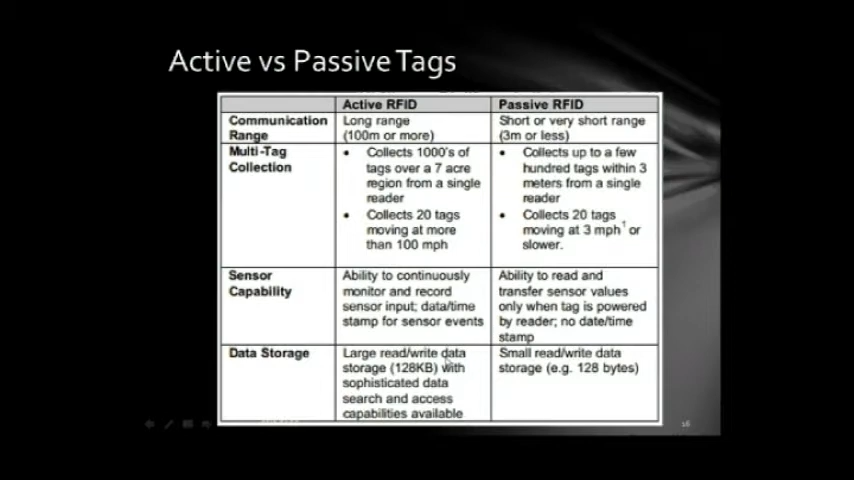 Active vs Passive Tags
Active RFID
Passive RFID
Communication
Range
Long range
(100m or more)
Short or very short range
(3m or less)
Multi-Tag
Collection
• Collects 1000's of
tags over a 7 acre
region from a single
reader
• Collects 20 tags
moving at more
than 100 mph
• Collects up to a few
hundred tags within 3
meters from a single
reader
• Collects 20 tags
moving at 3 mph† or
slower.
Sensor
Capability
Ability to continuously
monitor and record
sensor input; data/time
stamp for sensor events
Ability to read and
transfer sensor values
only when tag is powered
by reader; no date/time
stamp
Data Storage
Large read/write data
storage (128KB) with
sophisticated data
search and access
capabilities available
Small read/write data
storage (e.g. 128 bytes)